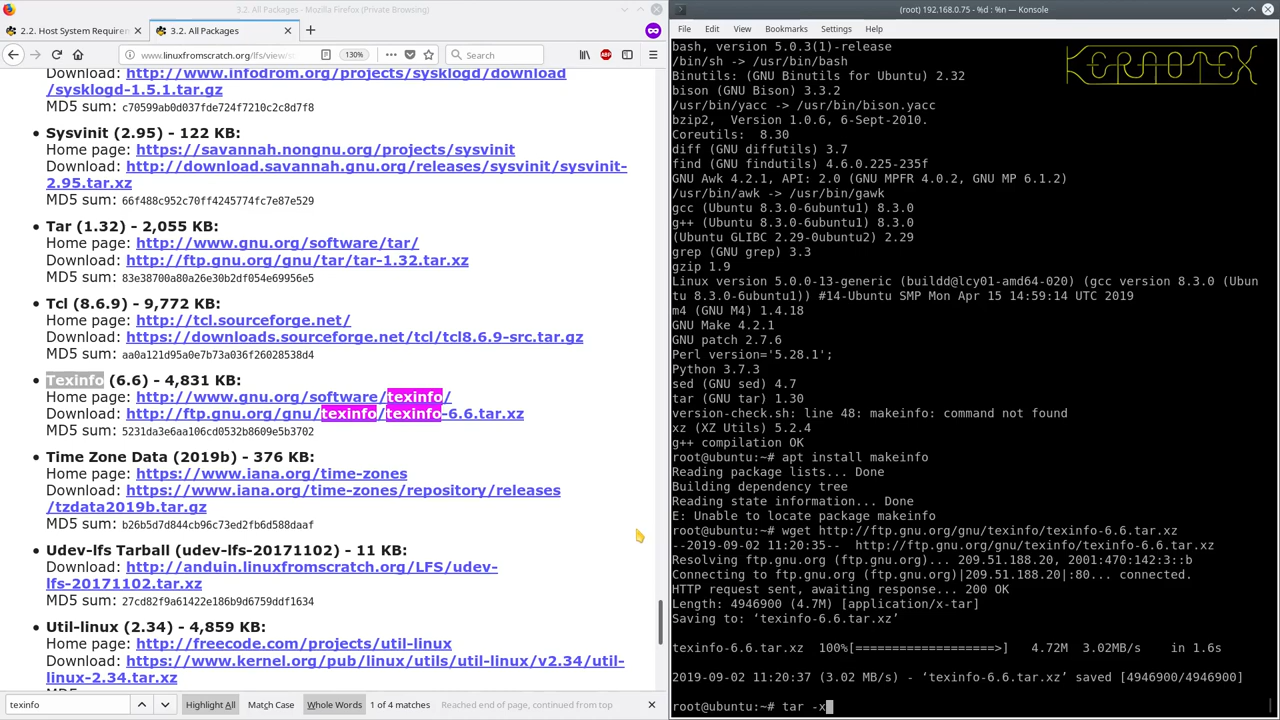 3.2. All Packages - Mozilla Firefox (Private Browsing)
2.2. Host System Requirem
3.2. All Packages
www.linuxfromscratch.org/lfs/view/s
130%
Search
Download: http://www.infodrom.org/projects/sysklogd/download
/sysklogd-1.5.1.tar.gz
MD5 sum: c70599ab0d037fde724f7210c2c8d7f8
• Sysvinit (2.95) - 122 KB:
Home page: https://savannah.nongnu.org/projects/sysvinit
Download: http://download.savannah.gnu.org/releases/sysvinit/sysvinit-
2.95.tar.xz
MD5 sum: 66f488c952c70ff4245774fc7e87e529
• Tar (1.32) - 2,055 KB:
Home page: http://www.gnu.org/software/tar/
Download: http://ftp.gnu.org/gnu/tar/tar-1.32.tar.xz
MD5 sum: 83e38700a80a26e30b2df054e69956e5
• Tcl (8.6.9) - 9,772 KB:
Home page: http://tcl.sourceforge.net/
Download: https://downloads.sourceforge.net/tcl/tcl8.6.9-src.tar.gz
MD5 sum: aa0a121d95a0e7b73a036f26028538d4
• Texinfo (6.6) - 4,831 KB:
Home page: http://www.gnu.org/software/texinfo/
Download: http://ftp.gnu.org/gnu/texinfo/texinfo-6.6.tar.xz
MD5 sum: 5231da3e6aa106cd0532b8609e5b3702
• Time Zone Data (2019b) - 376 KB:
Home page: https://www.iana.org/time-zones
Download: https://www.iana.org/time-zones/repository/releases
/tzdata2019b.tar.gz
MD5 sum: b26b5d7d844cb96c73ed2fb6d588daaf
• Udev-lfs Tarball (udev-lfs-20171102) - 11 KB:
Download: http://anduin.linuxfromscratch.org/LFS/udev-
lfs-20171102.tar.xz
MD5 sum: 27cd82f9a61422e186b9d6759ddf1634
• Util-linux (2.34) - 4,859 KB:
Home page: http://freecode.com/projects/util-linux
Download: https://www.kernel.org/pub/linux/utils/util-linux/v2.34/util-
linux-2.34.tar.xz
texinfo
Highlight All
Match Case
Whole Words
1 of 4 matches
Reached end of page, continued from top
(root) 192.168.0.75 - %d : %n — Konsole
File Edit View Bookmarks Settings Help
KERAOTEX
bash, version 5.0.3(1)-release
/bin/sh -> /usr/bin/bash
Binutils: (GNU Binutils for Ubuntu) 2.32
bison (GNU Bison) 3.3.2
/usr/bin/yacc -> /usr/bin/bison.yacc
bzip2,  Version 1.0.6, 6-Sept-2010.
Coreutils:  8.30
diff (GNU diffutils) 3.7
find (GNU findutils) 4.6.0.225-235f
GNU Awk 4.2.1, API: 2.0 (GNU MPFR 4.0.2, GNU MP 6.1.2)
/usr/bin/awk -> /usr/bin/gawk
gcc (Ubuntu 8.3.0-6ubuntu1) 8.3.0
g++ (Ubuntu 8.3.0-6ubuntu1) 8.3.0
(Ubuntu GLIBC 2.29-0ubuntu2) 2.29
grep (GNU grep) 3.3
gzip 1.9
Linux version 5.0.0-13-generic (buildd@lcy01-amd64-020) (gcc version 8.3.0 (Ubun
tu 8.3.0-6ubuntu1)) #14-Ubuntu SMP Mon Apr 15 14:59:14 UTC 2019
m4 (GNU M4) 1.4.18
GNU Make 4.2.1
GNU patch 2.7.6
Perl version='5.28.1';
Python 3.7.3
sed (GNU sed) 4.7
tar (GNU tar) 1.30
version-check.sh: line 48: makeinfo: command not found
xz (XZ Utils) 5.2.4
g++ compilation OK
root@ubuntu:~# apt install makeinfo
Reading package lists... Done
Building dependency tree
Reading state information... Done
E: Unable to locate package makeinfo
root@ubuntu:~# wget http://ftp.gnu.org/gnu/texinfo/texinfo-6.6.tar.xz
--2019-09-02 11:20:35--  http://ftp.gnu.org/gnu/texinfo/texinfo-6.6.tar.xz
Resolving ftp.gnu.org (ftp.gnu.org)... 209.51.188.20, 2001:470:142:3::b
Connecting to ftp.gnu.org (ftp.gnu.org)|209.51.188.20|:80... connected.
HTTP request sent, awaiting response... 200 OK
Length: 4946900 (4.7M) [application/x-tar]
Saving to: ‘texinfo-6.6.tar.xz’
texinfo-6.6.tar.xz  100%[===================>]   4.72M  3.02MB/s    in 1.6s
2019-09-02 11:20:37 (3.02 MB/s) - ‘texinfo-6.6.tar.xz’ saved [4946900/4946900]
root@ubuntu:~# tar -x